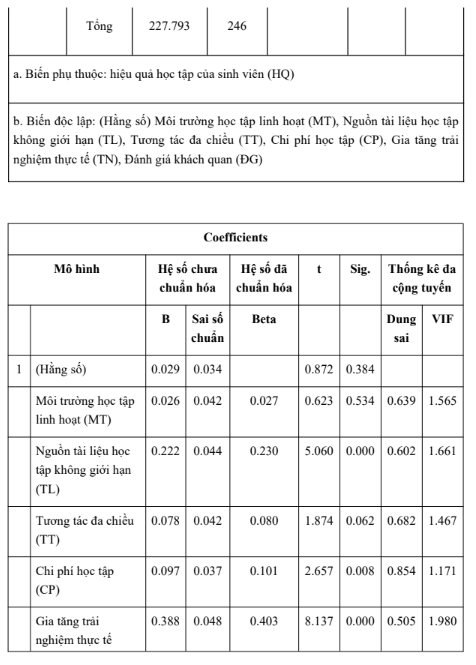 Tổng 227.793 246
a. Biến phụ thuộc: hiệu quả học tập của sinh viên (HQ)
b. Biến độc lập: (Hằng số) Môi trường học tập linh hoạt (MT), Nguồn tài liệu học tập
không giới hạn (TL), Tương tác đa chiều (TT), Chi phí học tập (CP), Gia tăng trải
nghiệm thực tế (TN), Đánh giá khách quan (ĐG)
Coefficients
Mô hình Hệ số chưa Hệ số đã t Sig. Thống kê đa
chuẩn hóa chuẩn hóa cộng tuyến
B Sai số Beta Dung VIF
chuẩn sai
1 (Hằng số) 0.029 0.034 0.872 0.384
Môi trường học tập 0.026 0.042 0.027 0.623 0.534 0.639 1.565
linh hoạt (MT)
Nguồn tài liệu học 0.222 0.044 0.230 5.060 0.000 0.602 1.661
tập không giới hạn
(TL)
Tương tác đa chiều 0.078 0.042 0.080 1.874 0.062 0.682 1.467
(TT)
Chi phí học tập 0.097 0.037 0.101 2.657 0.008 0.854 1.171
(CP)
Gia tăng trải 0.388 0.048 0.403 8.137 0.000 0.505 1.980
nghiệm thực tế